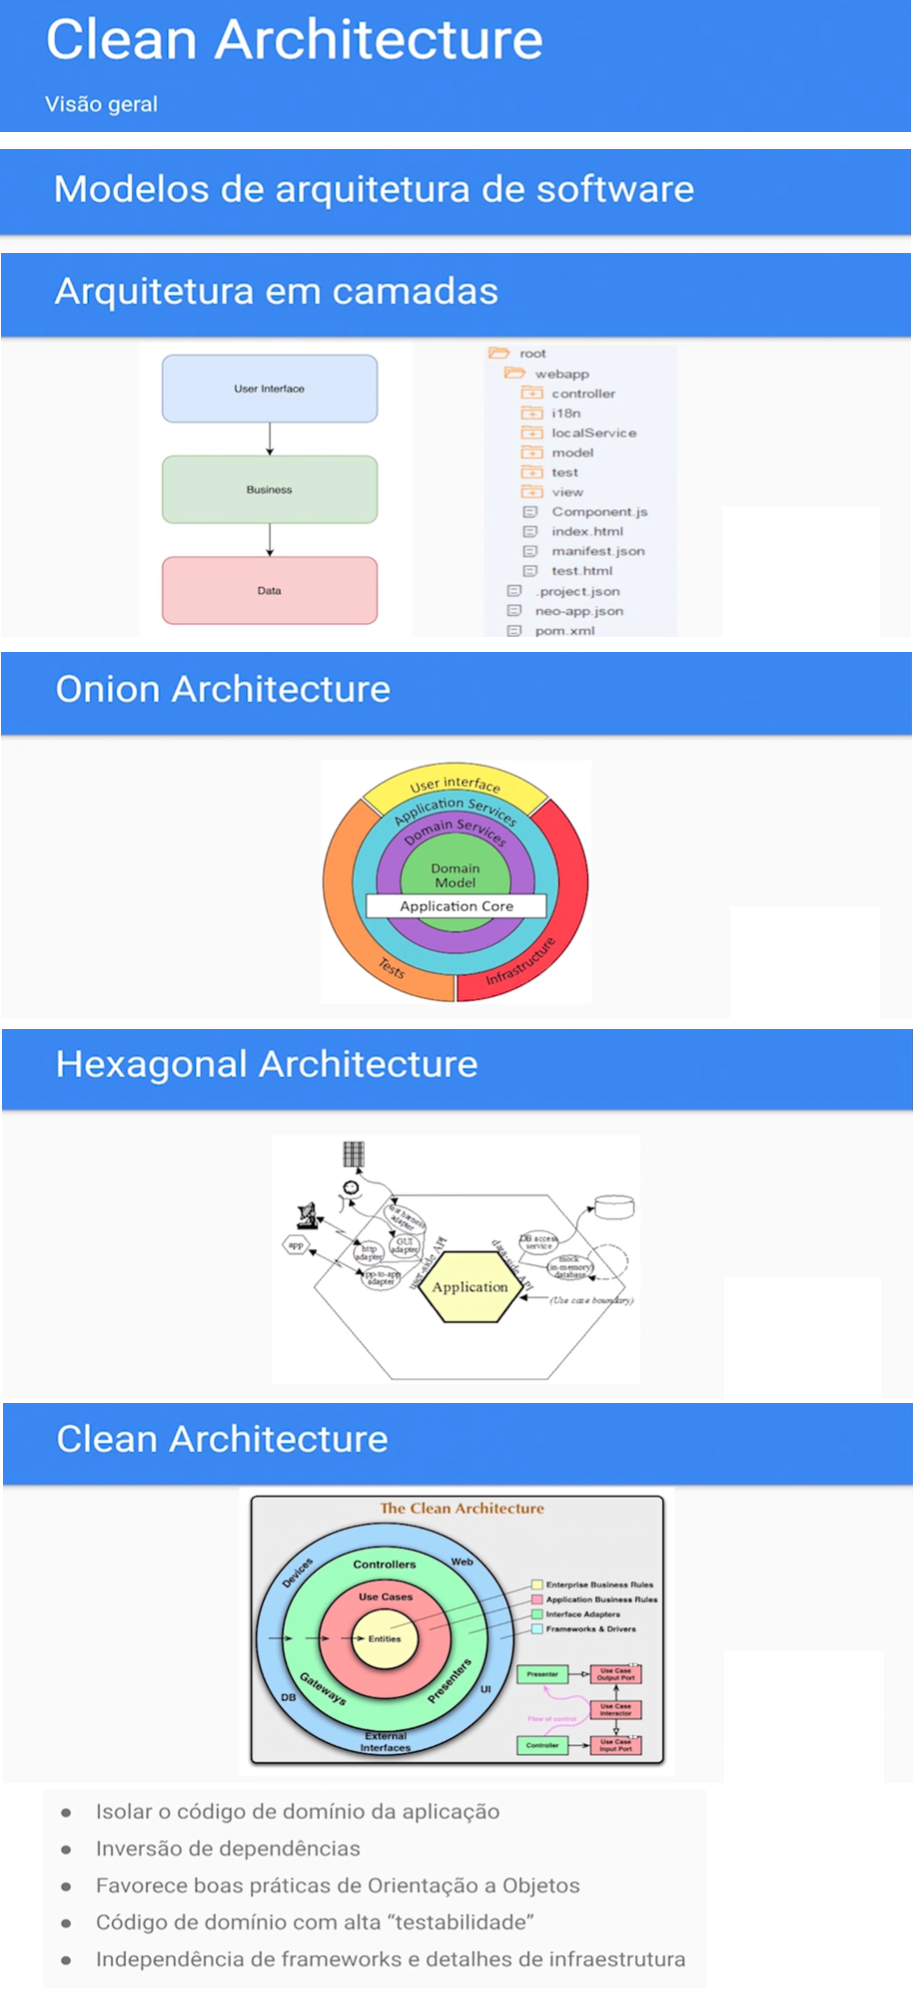 Clean Architecture
Visão geral
Modelos de arquitetura de software
Arquitetura em camadas
User Interface
Business
Data
root
webapp
controller
i18n
localService
model
test
view
Component.js
index.html
manifest.json
test.html
.project.json
neo-app.json
pom.xml
Onion Architecture
User interface
Application Services
Domain Services
Domain
Model
Application Core
Tests
Infrastructure
Hexagonal Architecture
test harness
adapter
GUI
adapter
http
adapter
app
app-to-app
adapter
user-side API
Application
data-side API
DB access
service
mock
(in-memory)
database
(Use case boundary)
Clean Architecture
The Clean Architecture
Devices
Controllers
Web
Use Cases
Entities
Gateways
Presenters
DB
UI
External
Interfaces
Enterprise Business Rules
Application Business Rules
Interface Adapters
Frameworks & Drivers
Presenter
Use Case
Output Port
Use Case
Interactor
Flow of control
Controller
Use Case
Input Port
● Isolar o código de domínio da aplicação
● Inversão de dependências
● Favorece boas práticas de Orientação a Objetos
● Código de domínio com alta “testabilidade”
● Independência de frameworks e detalhes de infraestrutura